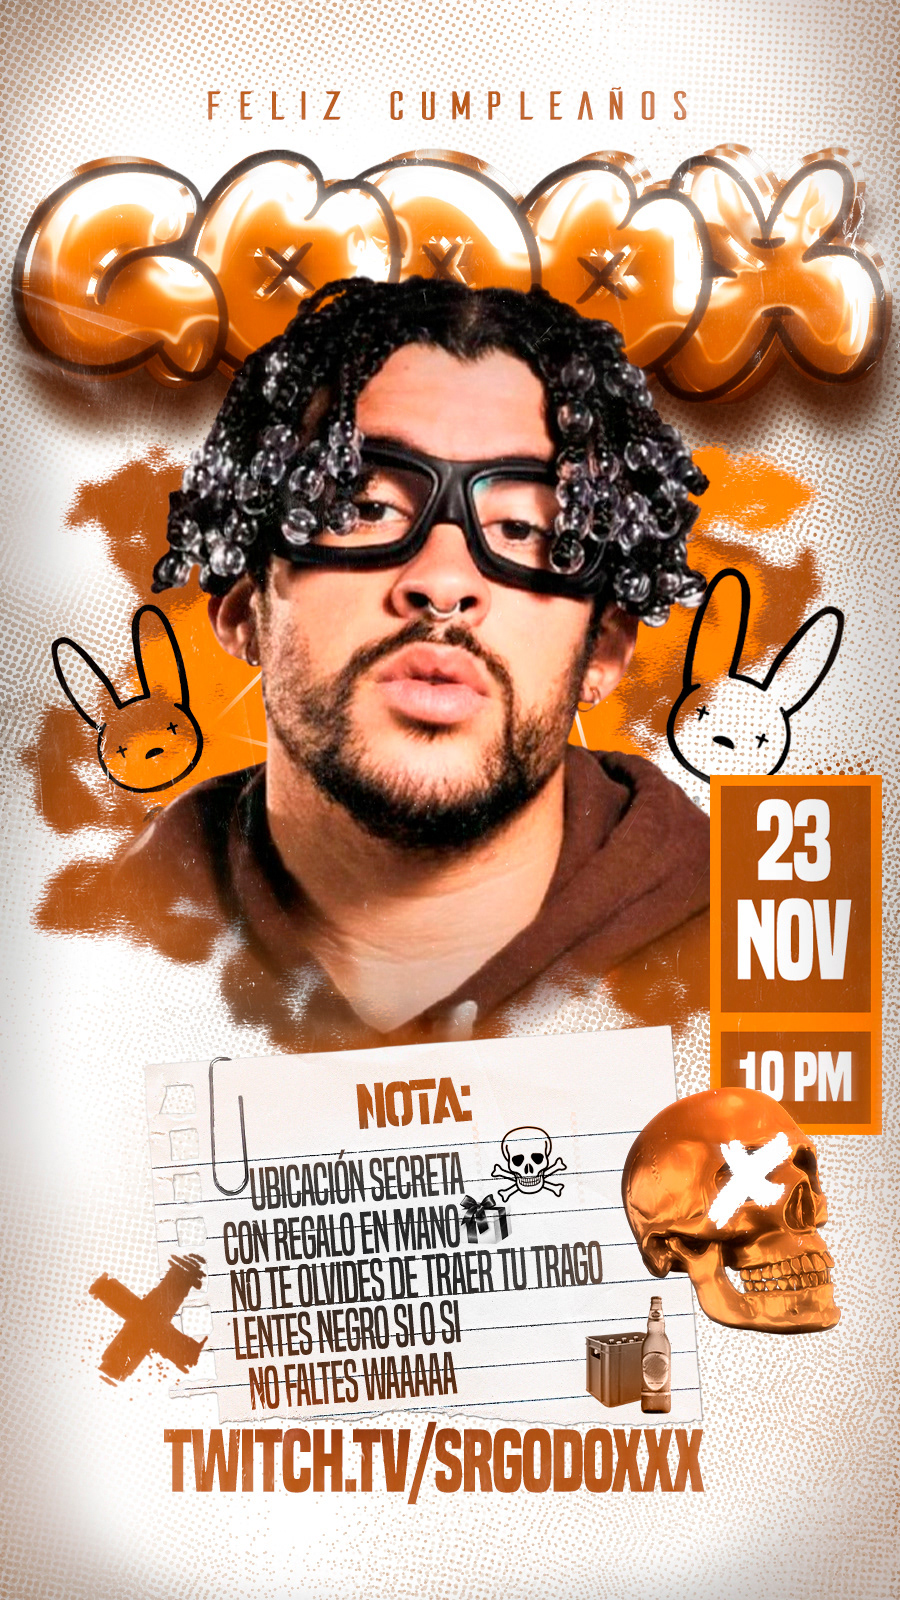 FELIZ CUMPLEAÑOS
GODOX
23
NOV
10 PM
NOTA:
UBICACIÓN SECRETA
CON REGALO EN MANO
NO TE OLVIDES DE TRAER TU TRAGO
LENTES NEGRO SI O SI
NO FALTES WAAAAA
TWITCH.TV/SRGODOXXX